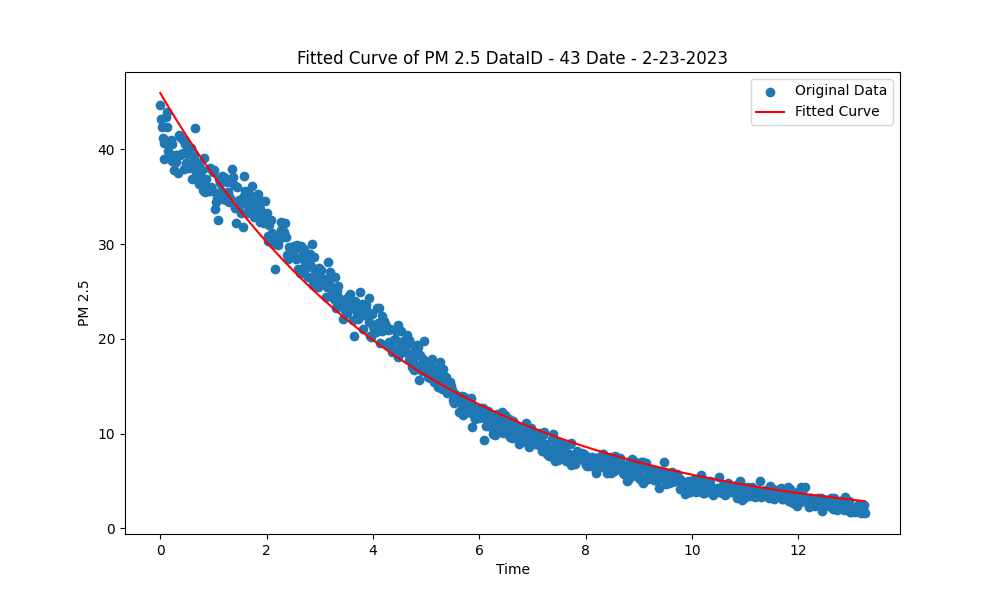 Fitted Curve of PM 2.5 DataID - 43 Date - 2-23-2023
Original Data
Fitted Curve
PM 2.5
40
30
20
10
0
0 2 4 6 8 10 12
Time